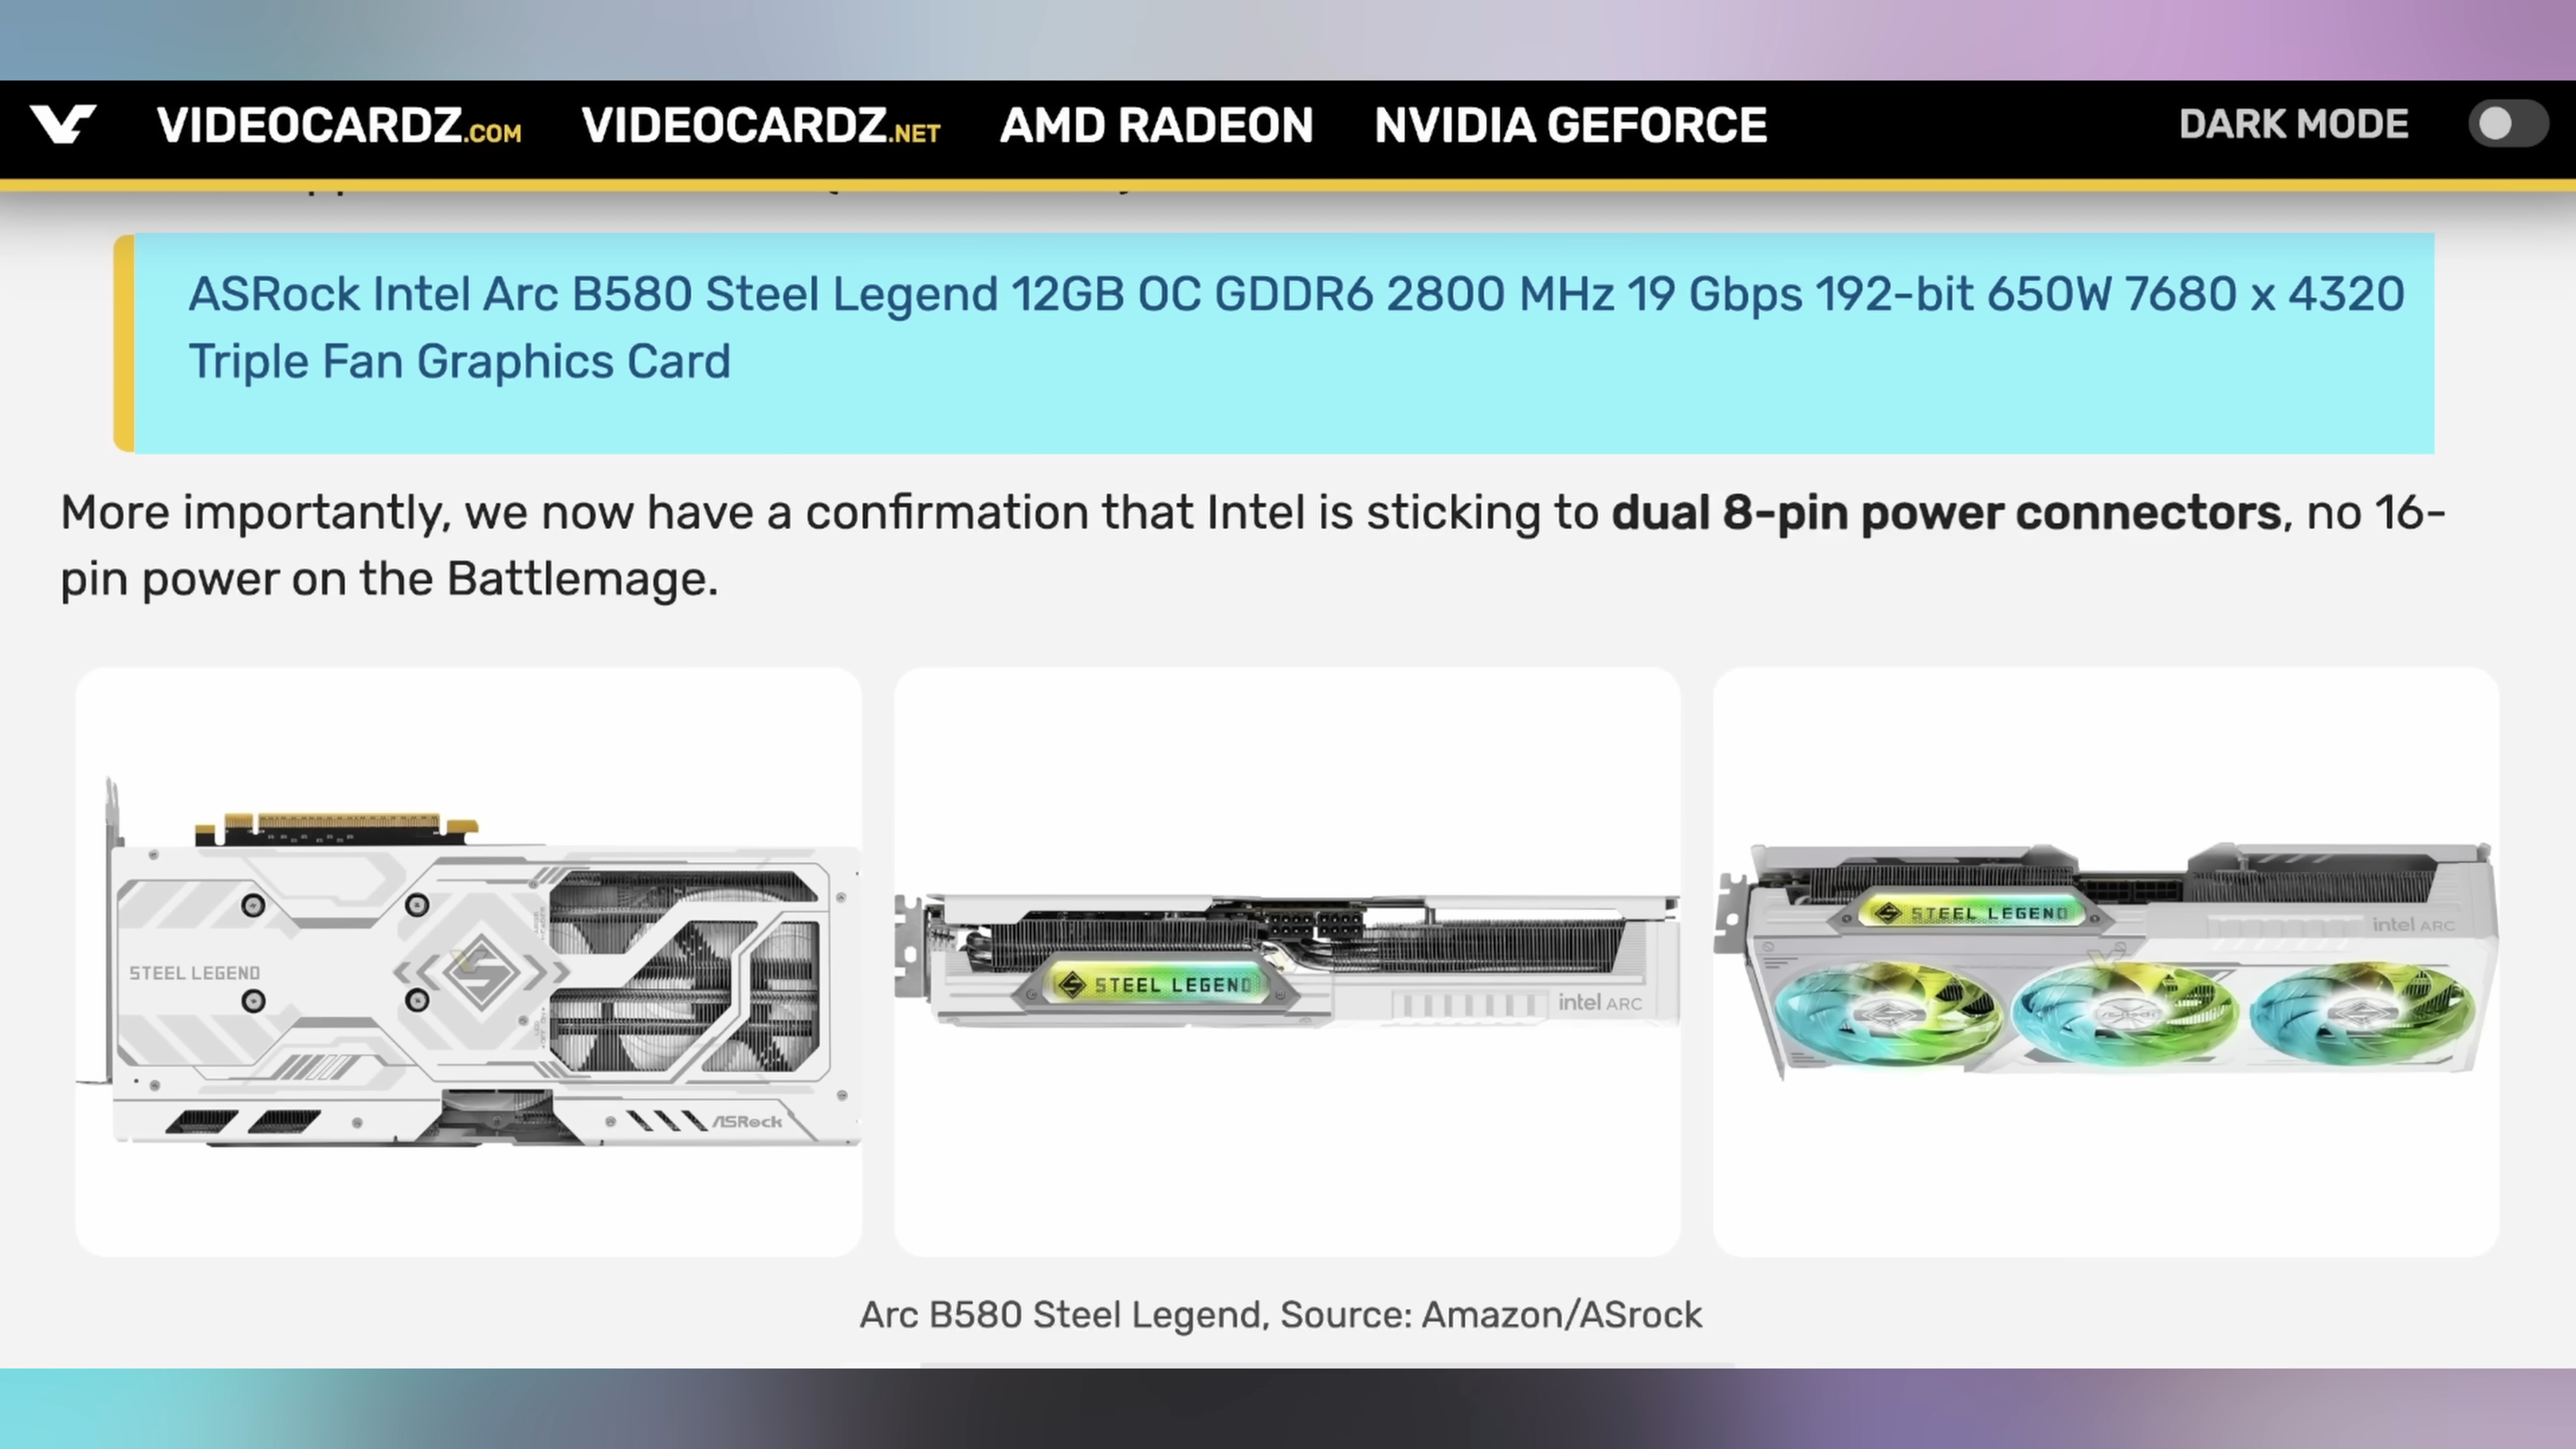 VIDEOCARDZ.COM VIDEOCARDZ.NET AMD RADEON NVIDIA GEFORCE DARK MODE
ASRock Intel Arc B580 Steel Legend 12GB OC GDDR6 2800 MHz 19 Gbps 192-bit 650W 7680 x 4320
Triple Fan Graphics Card
More importantly, we now have a confirmation that Intel is sticking to dual 8-pin power connectors, no 16-
pin power on the Battlemage.
STEEL LEGEND
ASRock
STEEL LEGEND
intel ARC
STEEL LEGEND
intel ARC
Arc B580 Steel Legend, Source: Amazon/ASrock